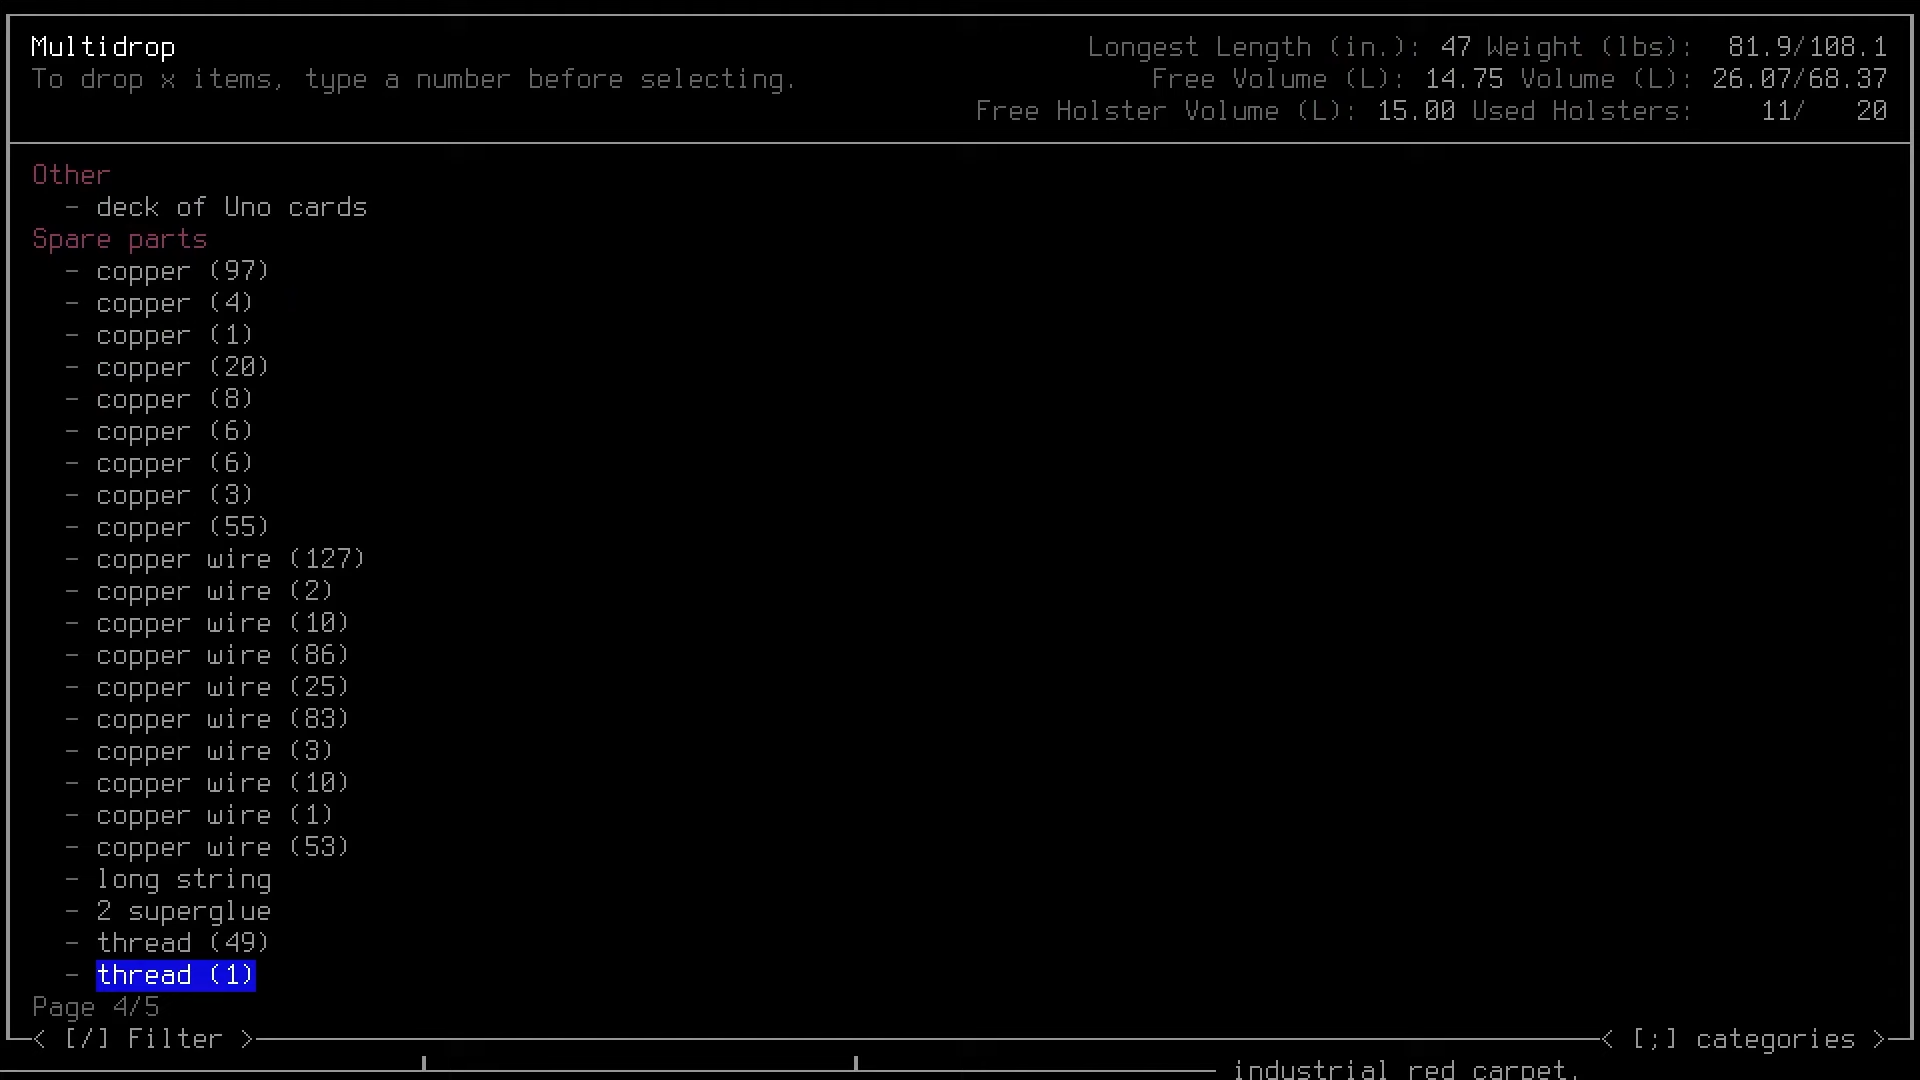 Multidrop Longest Length (in.): 47 Weight (lbs): 81.9/108.1
To drop x items, type a number before selecting. Free Volume (L): 14.75 Volume (L): 26.07/68.37
Free Holster Volume (L): 15.00 Used Holsters: 11/ 20
Other
- deck of Uno cards
Spare parts
- copper (97)
- copper (4)
- copper (1)
- copper (20)
- copper (8)
- copper (6)
- copper (6)
- copper (3)
- copper (55)
- copper wire (127)
- copper wire (2)
- copper wire (10)
- copper wire (86)
- copper wire (25)
- copper wire (83)
- copper wire (3)
- copper wire (10)
- copper wire (1)
- copper wire (53)
- long string
- 2 superglue
- thread (49)
- thread (1)
Page 4/5
< [/] Filter > < [;] categories >
industrial red carpet.